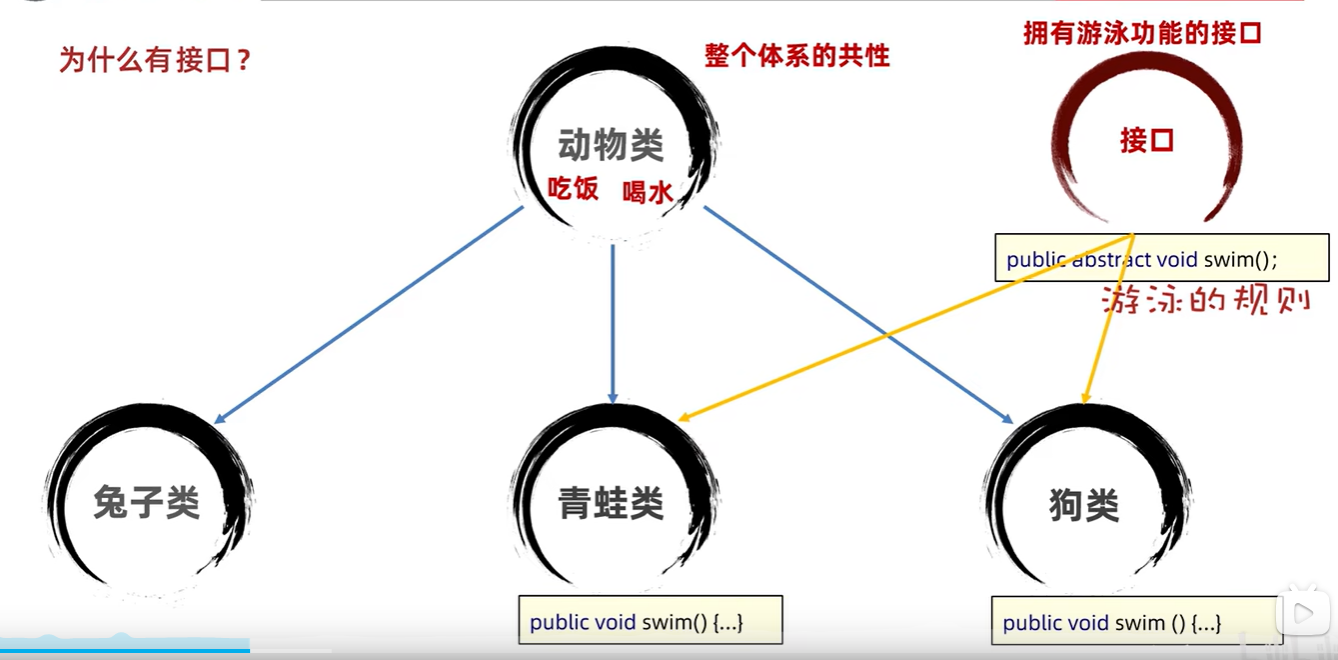 为什么有接口?
整个体系的共性
拥有游泳功能的接口
动物类
吃饭 喝水
接口
public abstract void swim();
游泳的规则
兔子类
青蛙类
狗类
public void swim() {...}
public void swim () {...}